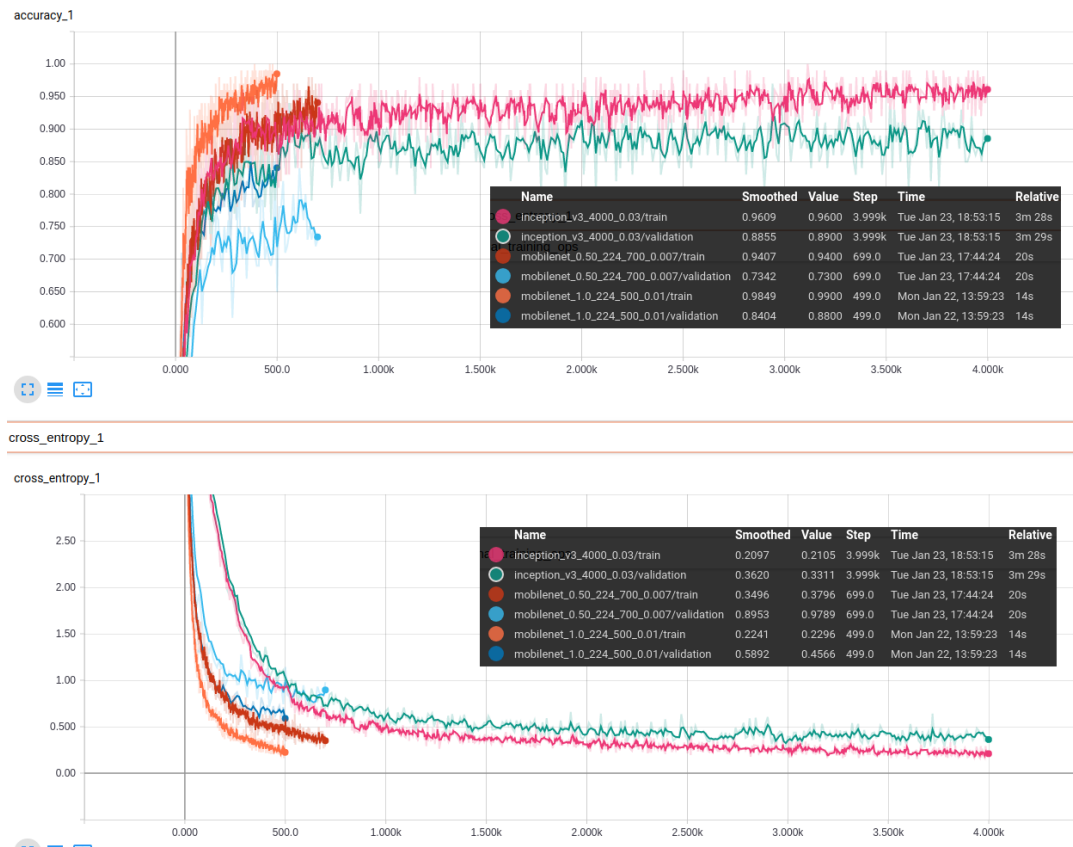 accuracy_1
1.00
0.950
0.900
0.850
0.800
0.750
0.700
0.650
0.600
Name Smoothed Value Step Time Relative
inception_v3_4000_0.03/train 0.9609 0.9600 3.999k Tue Jan 23, 18:53:15 3m 28s
inception_v3_4000_0.03/validation 0.8855 0.8900 3.999k Tue Jan 23, 18:53:15 3m 29s
mobilenet_0.50_224_700_0.007/train 0.9407 0.9400 699.0 Tue Jan 23, 17:44:24 20s
mobilenet_0.50_224_700_0.007/validation 0.7342 0.7300 699.0 Tue Jan 23, 17:44:24 20s
mobilenet_1.0_224_500_0.01/train 0.9849 0.9900 499.0 Mon Jan 22, 13:59:23 14s
mobilenet_1.0_224_500_0.01/validation 0.8404 0.8800 499.0 Mon Jan 22, 13:59:23 14s
0.000 500.0 1.000k 1.500k 2.000k 2.500k 3.000k 3.500k 4.000k
cross_entropy_1
cross_entropy_1
2.50
2.00
1.50
1.00
0.500
0.00
Name Smoothed Value Step Time Relative
inception_v3_4000_0.03/train 0.2097 0.2105 3.999k Tue Jan 23, 18:53:15 3m 28s
inception_v3_4000_0.03/validation 0.3620 0.3311 3.999k Tue Jan 23, 18:53:15 3m 29s
mobilenet_0.50_224_700_0.007/train 0.3496 0.3796 699.0 Tue Jan 23, 17:44:24 20s
mobilenet_0.50_224_700_0.007/validation 0.8953 0.9789 699.0 Tue Jan 23, 17:44:24 20s
mobilenet_1.0_224_500_0.01/train 0.2241 0.2296 499.0 Mon Jan 22, 13:59:23 14s
mobilenet_1.0_224_500_0.01/validation 0.5892 0.4566 499.0 Mon Jan 22, 13:59:23 14s
0.000 500.0 1.000k 1.500k 2.000k 2.500k 3.000k 3.500k 4.000k